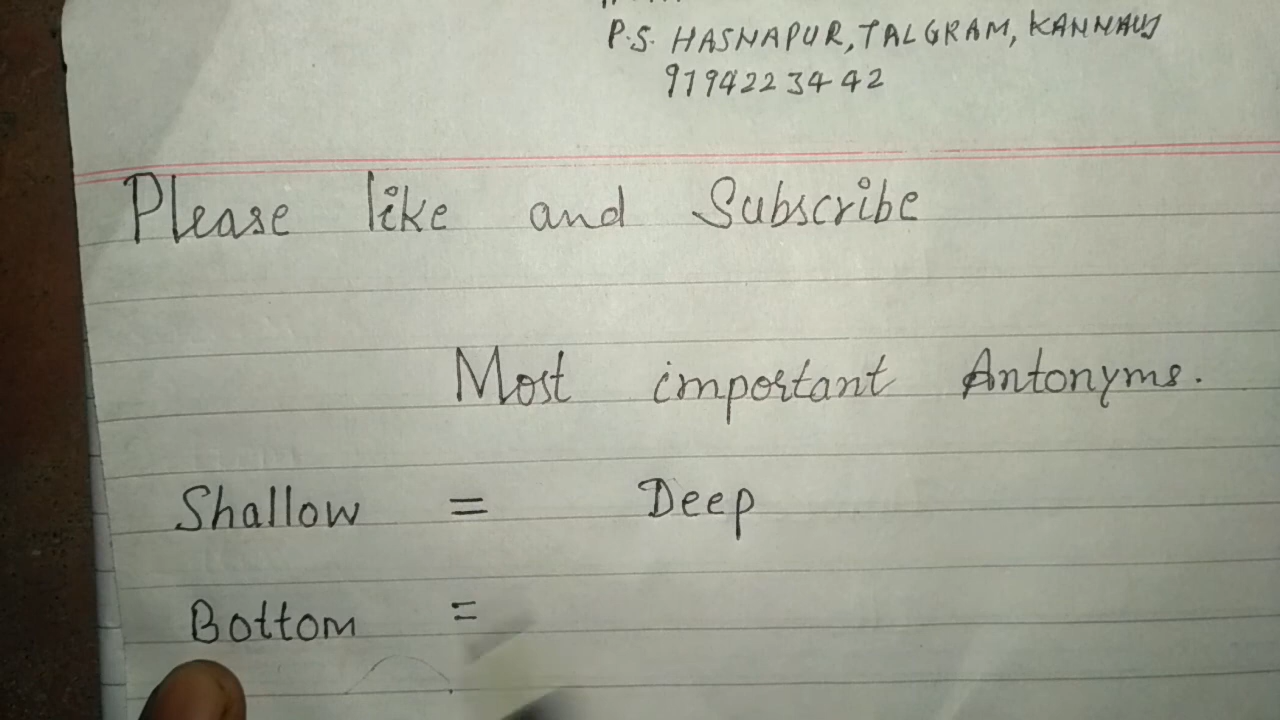 P.S. HASNAPUR, TALGRAM, KANNAUJ
9194223442
Please like and Subscribe
Most important Antonyms.
Shallow = Deep
Bottom =